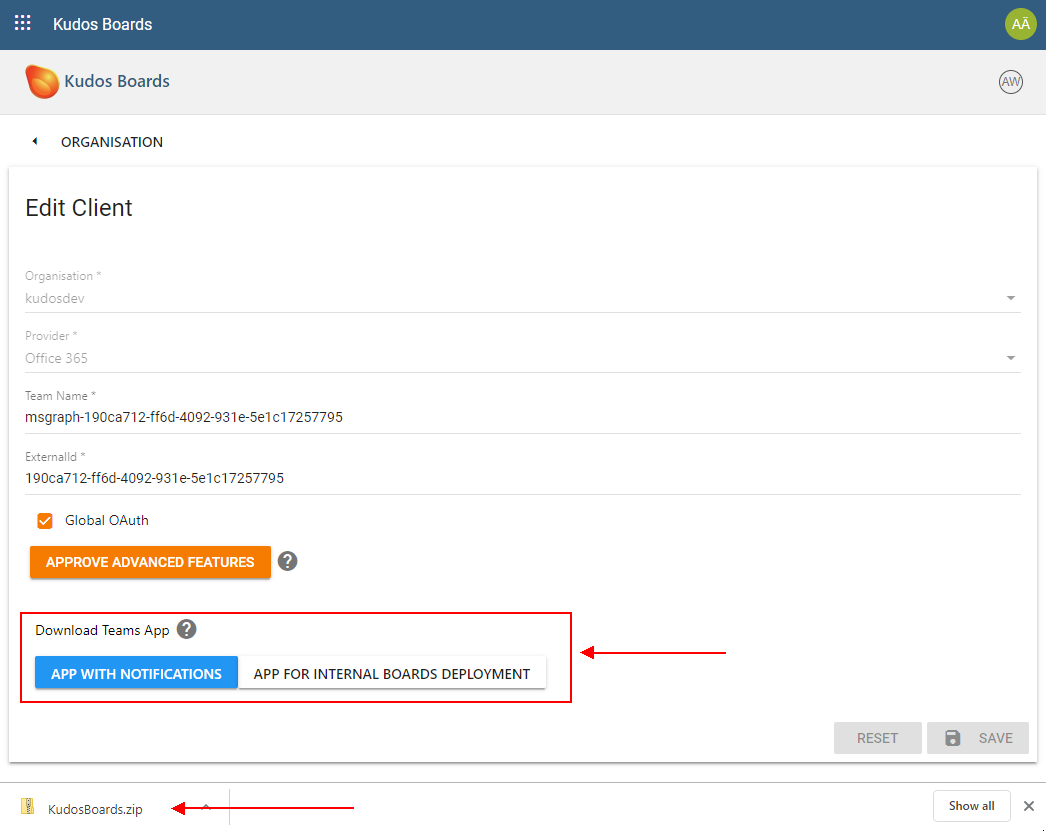 Kudos Boards
AÄ
Kudos Boards
AW
ORGANISATION
Edit Client
Organisation *
kudosdev
Provider *
Office 365
Team Name *
msgraph-190ca712-ff6d-4092-931e-5e1c17257795
ExternalId *
190ca712-ff6d-4092-931e-5e1c17257795
Global OAuth
APPROVE ADVANCED FEATURES ?
Download Teams App ?
APP WITH NOTIFICATIONS APP FOR INTERNAL BOARDS DEPLOYMENT
RESET SAVE
KudosBoards.zip Show all